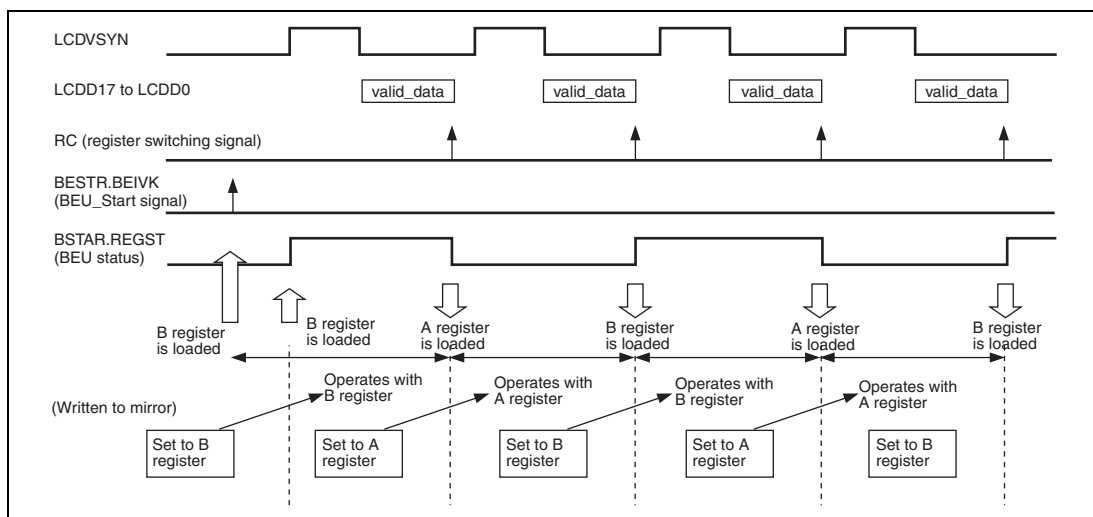 LCDVSYN
LCDD17 to LCDD0
valid_data
valid_data
valid_data
valid_data
RC (register switching signal)
BESTR.BEIVK
(BEU_Start signal)
BSTAR.REGST
(BEU status)
B register
is loaded
B register
is loaded
A register
is loaded
B register
is loaded
A register
is loaded
B register
is loaded
(Written to mirror)
Operates with
B register
Operates with
A register
Operates with
B register
Operates with
A register
Set to B
register
Set to A
register
Set to B
register
Set to A
register
Set to B
register